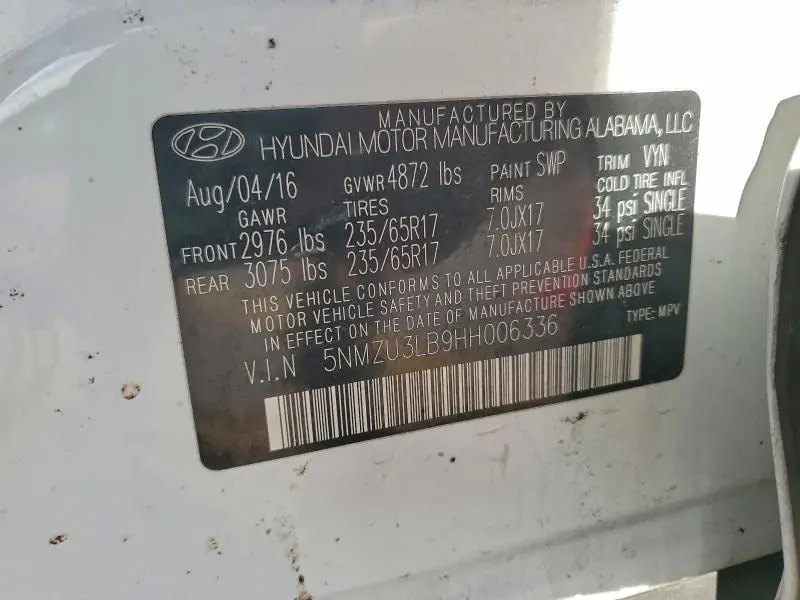 MANUFACTURED BY
HYUNDAI MOTOR MANUFACTURING ALABAMA, LLC
Aug/04/16 GVWR 4872 lbs PAINT SWP TRIM VYN
GAWR TIRES RIMS COLD TIRE INFL
FRONT 2976 lbs 235/65R17 7.0JX17 34 psi SINGLE
REAR 3075 lbs 235/65R17 7.0JX17 34 psi SINGLE
THIS VEHICLE CONFORMS TO ALL APPLICABLE U.S.A. FEDERAL
MOTOR VEHICLE SAFETY AND THEFT PREVENTION STANDARDS
IN EFFECT ON THE DATE OF MANUFACTURE SHOWN ABOVE
TYPE: MPV
V.I.N 5NMZU3LB9HH006336